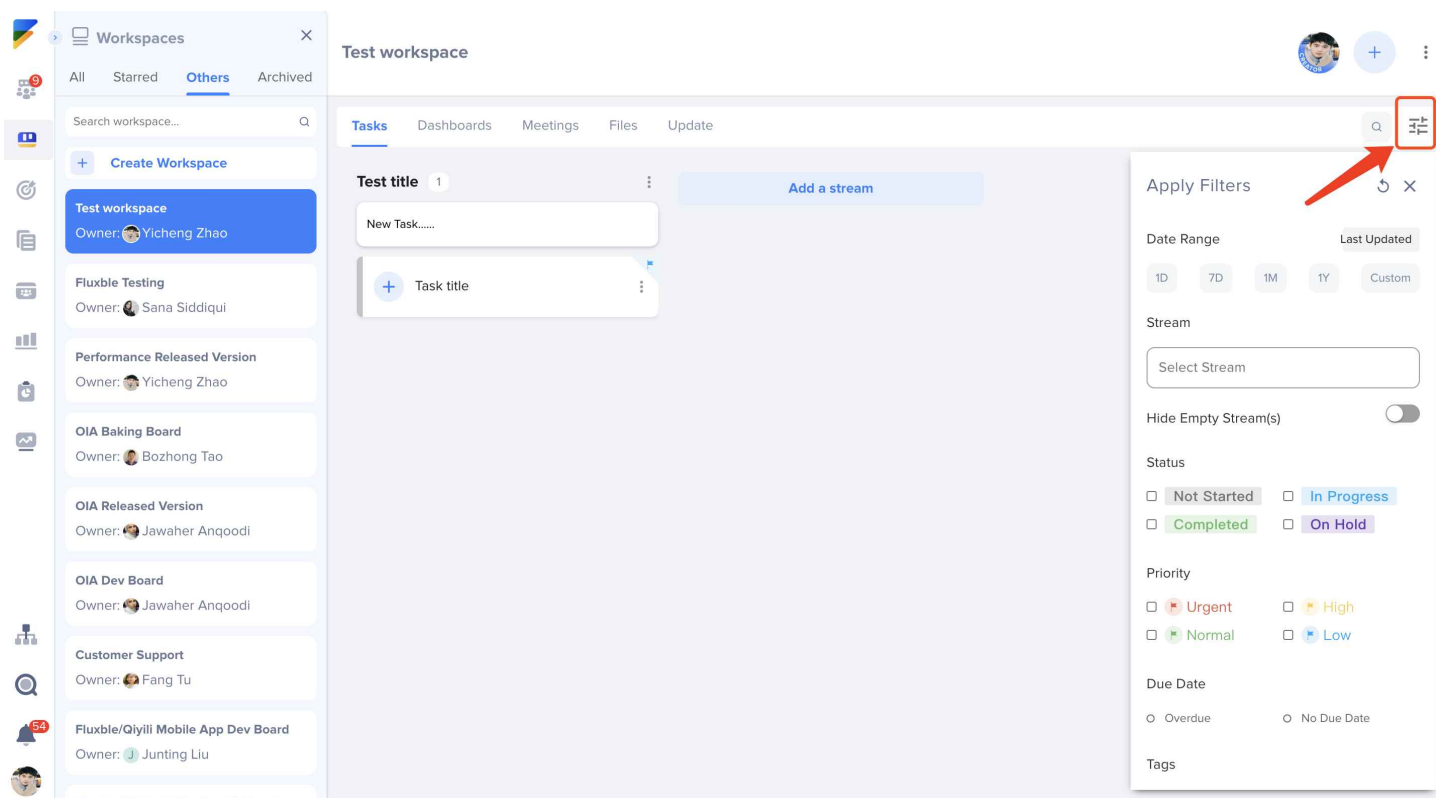 Workspaces
All Starred Others Archived
Search workspace...
Create Workspace
Test workspace
Owner: Yicheng Zhao
Fluxble Testing
Owner: Sana Siddiqui
Performance Released Version
Owner: Yicheng Zhao
OIA Baking Board
Owner: Bozhong Tao
OIA Released Version
Owner: Jawaher Anqoodi
OIA Dev Board
Owner: Jawaher Anqoodi
Customer Support
Owner: Fang Tu
Fluxble/Qiyili Mobile App Dev Board
Owner: J Junting Liu
9
54
Test workspace
CREATOR
Tasks Dashboards Meetings Files Update
Test title 1
New Task......
Task title
Add a stream
Apply Filters
Date Range Last Updated
1D 7D 1M 1Y Custom
Stream
Select Stream
Hide Empty Stream(s)
Status
Not Started In Progress
Completed On Hold
Priority
Urgent High
Normal Low
Due Date
Overdue No Due Date
Tags